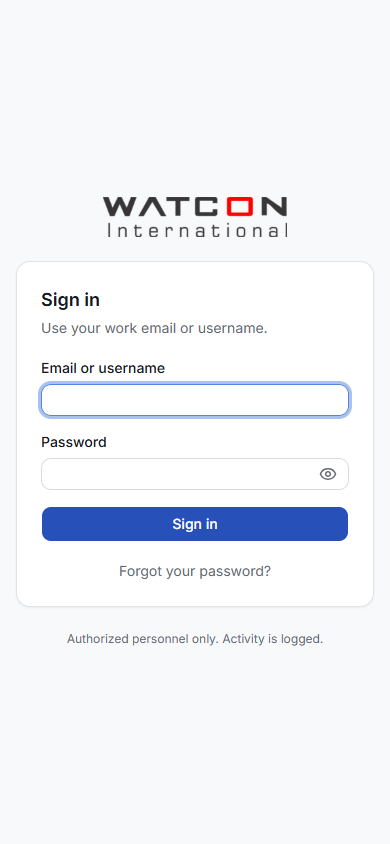 WATCON
International
Sign in
Use your work email or username.
Email or username
Password
Sign in
Forgot your password?
Authorized personnel only. Activity is logged.